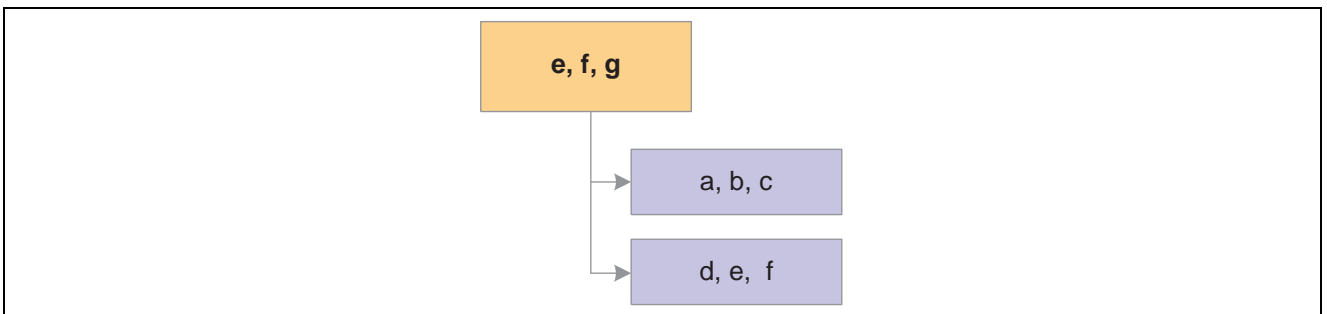 e, f, g
a, b, c
d, e, f